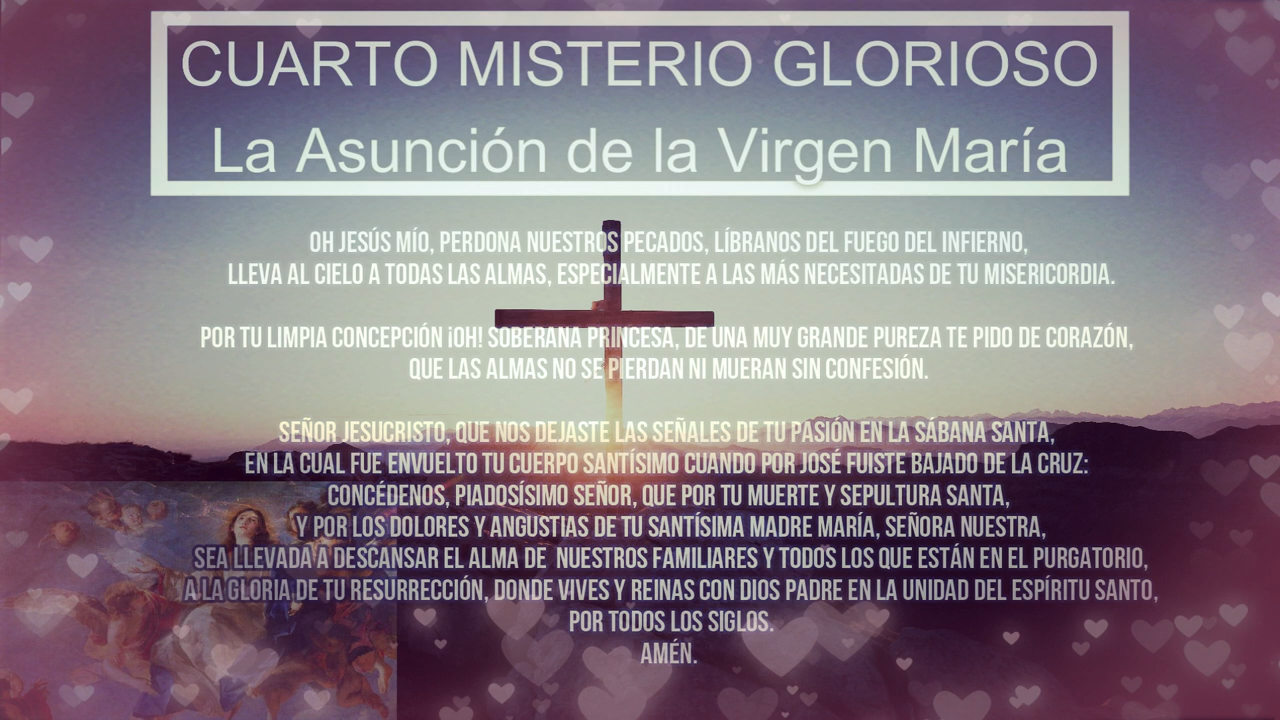 CUARTO MISTERIO GLORIOSO
La Asunción de la Virgen María
OH JESÚS MÍO, PERDONA NUESTROS PECADOS, LÍBRANOS DEL FUEGO DEL INFIERNO,
LLEVA AL CIELO A TODAS LAS ALMAS, ESPECIALMENTE A LAS MÁS NECESITADAS DE TU MISERICORDIA.
POR TU LIMPIA CONCEPCIÓN ¡OH! SOBERANA PRINCESA, DE UNA MUY GRANDE PUREZA TE PIDO DE CORAZÓN,
QUE LAS ALMAS NO SE PIERDAN NI MUERAN SIN CONFESIÓN.
SEÑOR JESUCRISTO, QUE NOS DEJASTE LAS SEÑALES DE TU PASIÓN EN LA SÁBANA SANTA,
EN LA CUAL FUE ENVUELTO TU CUERPO SANTÍSIMO CUANDO POR JOSÉ FUISTE BAJADO DE LA CRUZ:
CONCÉDENOS, PIADOSÍSIMO SEÑOR, QUE POR TU MUERTE Y SEPULTURA SANTA,
Y POR LOS DOLORES Y ANGUSTIAS DE TU SANTÍSIMA MADRE MARÍA, SEÑORA NUESTRA,
SEA LLEVADA A DESCANSAR EL ALMA DE NUESTROS FAMILIARES Y TODOS LOS QUE ESTÁN EN EL PURGATORIO,
A LA GLORIA DE TU RESURRECCIÓN, DONDE VIVES Y REINAS CON DIOS PADRE EN LA UNIDAD DEL ESPÍRITU SANTO,
POR TODOS LOS SIGLOS.
AMÉN.